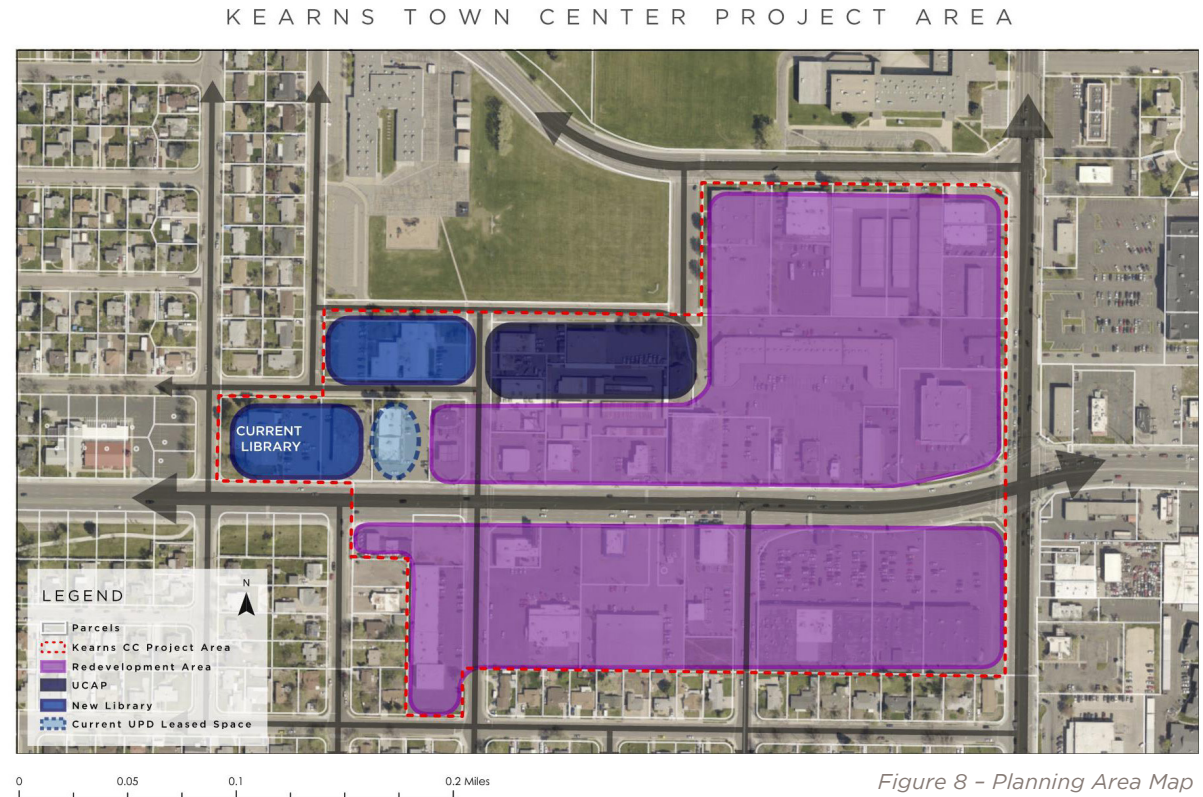 KEARNS TOWN CENTER PROJECT AREA
CURRENT
LIBRARY
LEGEND
N
Parcels
Kearns CC Project Area
Redevelopment Area
UCAP
New Library
Current UPD Leased Space
0 0.05 0.1 0.2 Miles
Figure 8 – Planning Area Map